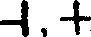 ⊣, +